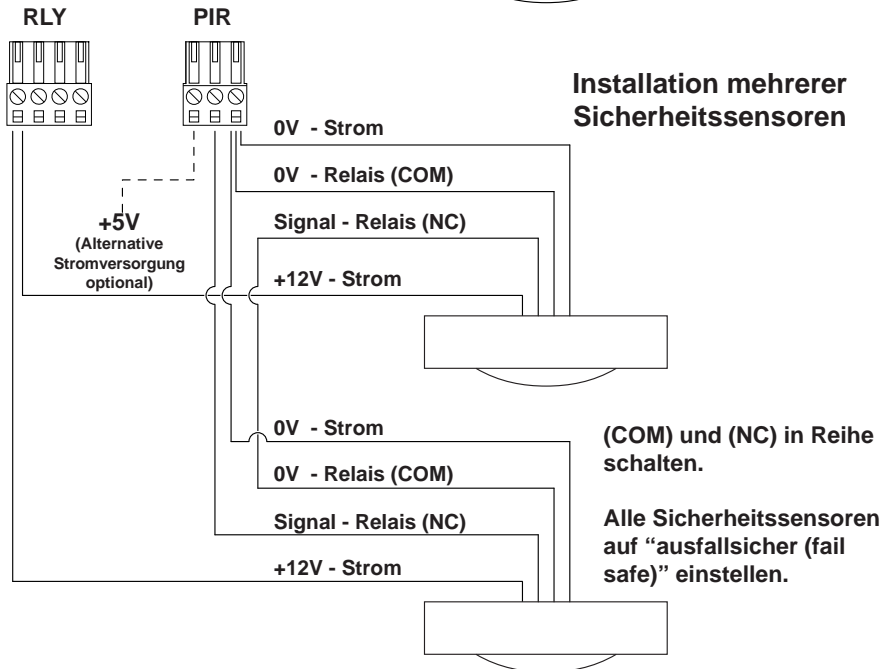 RLY
PIR
Installation mehrerer
Sicherheitssensoren
0V - Strom
0V - Relais (COM)
Signal - Relais (NC)
+12V - Strom
+5V
(Alternative
Stromversorgung
optional)
0V - Strom
0V - Relais (COM)
Signal - Relais (NC)
+12V - Strom
(COM) und (NC) in Reihe
schalten.
Alle Sicherheitssensoren
auf “ausfallsicher (fail
safe)” einstellen.